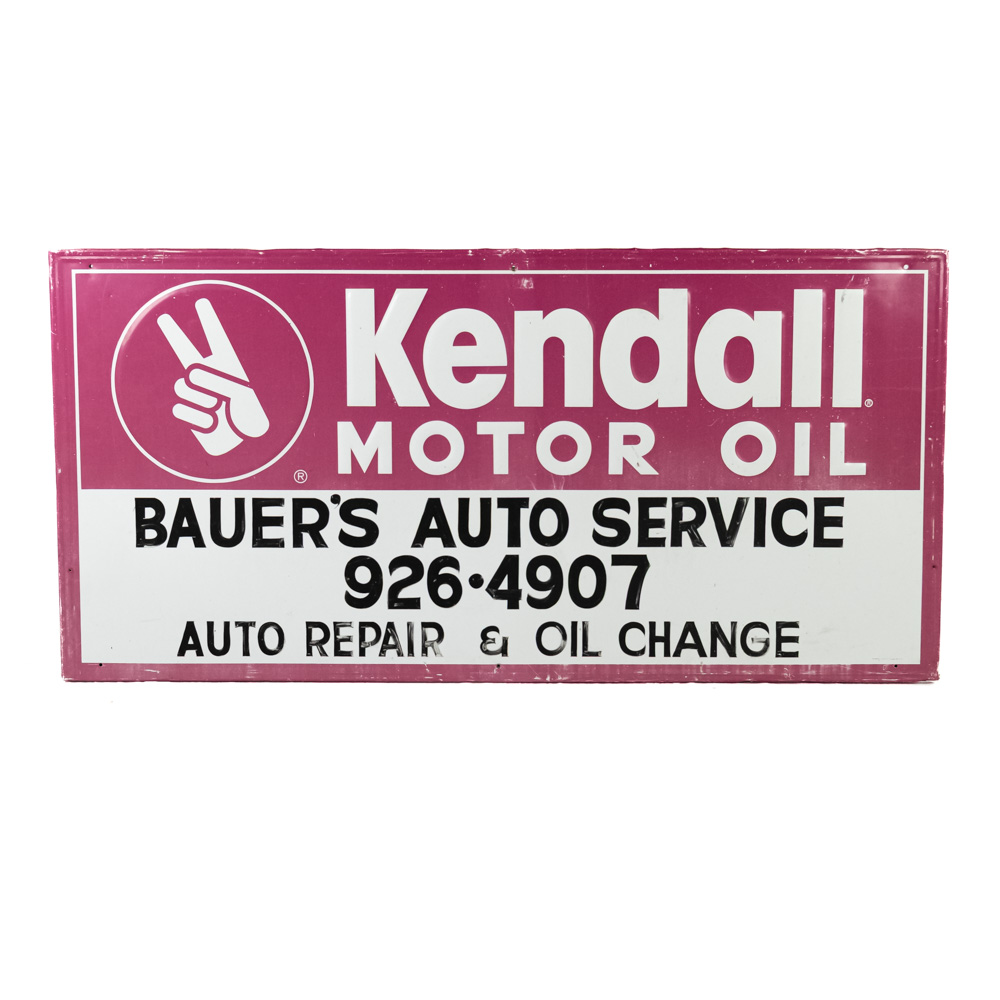 Kendall®
MOTOR OIL
®
BAUER'S AUTO SERVICE
926·4907
AUTO REPAIR & OIL CHANGE